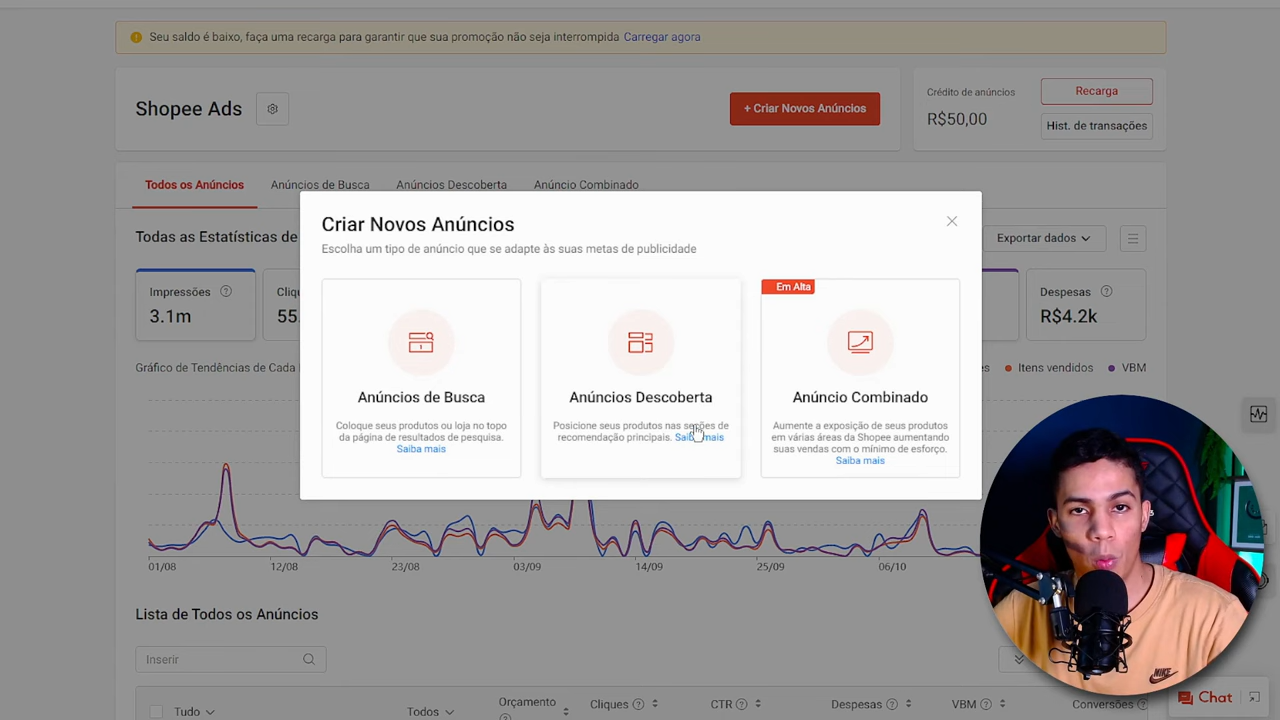 Seu saldo é baixo, faça uma recarga para garantir que sua promoção não seja interrompida Carregar agora
Shopee Ads
+ Criar Novos Anúncios
Crédito de anúncios
R$50,00
Recarga
Hist. de transações
Todos os Anúncios
Anúncios de Busca
Anúncios Descoberta
Anúncio Combinado
Todas as Estatísticas de
Exportar dados
Impressões
3.1m
Cliq
55.
Despesas
R$4.2k
Gráfico de Tendências de Cada
Itens vendidos
VBM
Criar Novos Anúncios
Escolha um tipo de anúncio que se adapte às suas metas de publicidade
Anúncios de Busca
Coloque seus produtos ou loja no topo
da página de resultados de pesquisa.
Saiba mais
Anúncios Descoberta
Posicione seus produtos nas seções de
recomendação principais. Saiba mais
Em Alta
Anúncio Combinado
Aumente a exposição de seus produtos
em várias áreas da Shopee aumentando
suas vendas com o mínimo de esforço.
Saiba mais
01/08
12/08
23/08
03/09
14/09
25/09
06/10
Lista de Todos os Anúncios
Inserir
Tudo
Todos
Orçamento
Cliques
CTR
Despesas
VBM
Conversões
NIKE
Chat